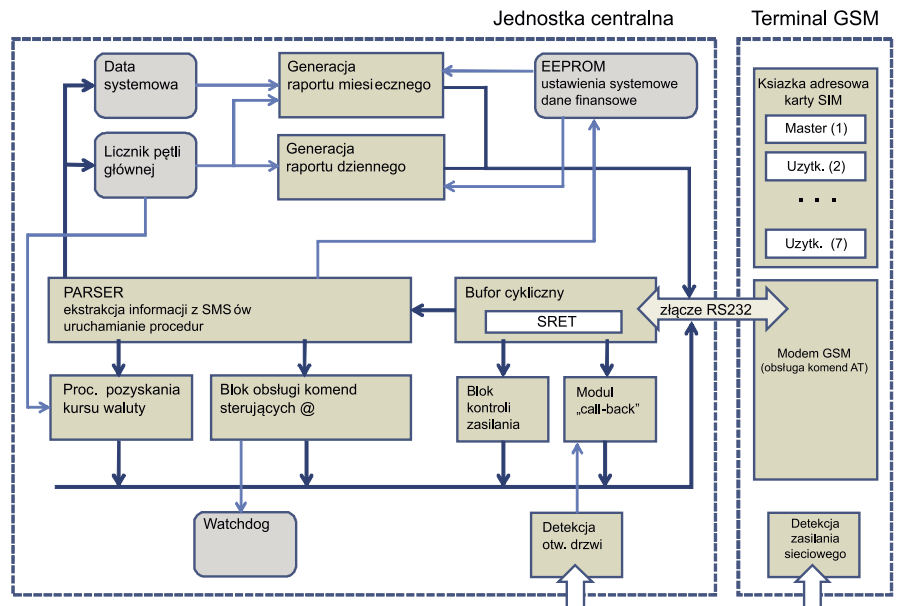 Jednostka centralna
Terminal GSM
Data
systemowa
Generacja
raportu miesiecznego
EEPROM
ustawienia systemowe
dane finansowe
Licznik pętli
głównej
Generacja
raportu dziennego
Ksiazka adresowa
karty SIM
Master (1)
Uzytk. (2)
. . .
Uzytk. (7)
PARSER
ekstrakcja informacji z SMS ów
uruchamianie procedur
Bufor cykliczny
SRET
złącze RS232
Modem GSM
(obsługa komend AT)
Proc. pozyskania
kursu waluty
Blok obsługi komend
sterujących @
Blok
kontroli
zasilania
Moduł
„call-back”
Watchdog
Detekcja
otw. drzwi
Detekcja
zasilania
sieciowego